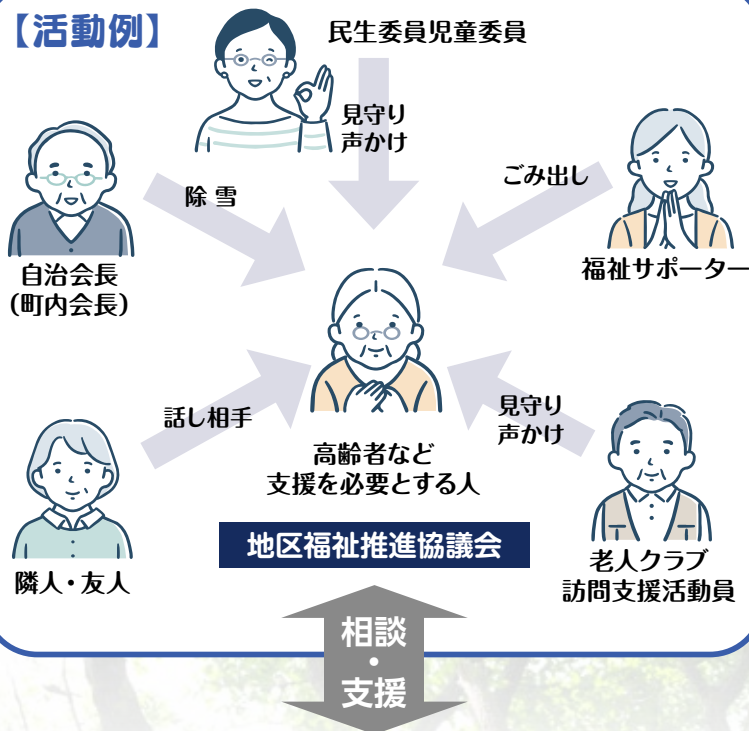 【活動例】
民生委員児童委員
見守り
声かけ
除雪
ごみ出し
自治会長
(町内会長)
福祉サポーター
話し相手
見守り
声かけ
高齢者など
支援を必要とする人
隣人・友人
老人クラブ
訪問支援活動員
地区福祉推進協議会
相談
・
支援